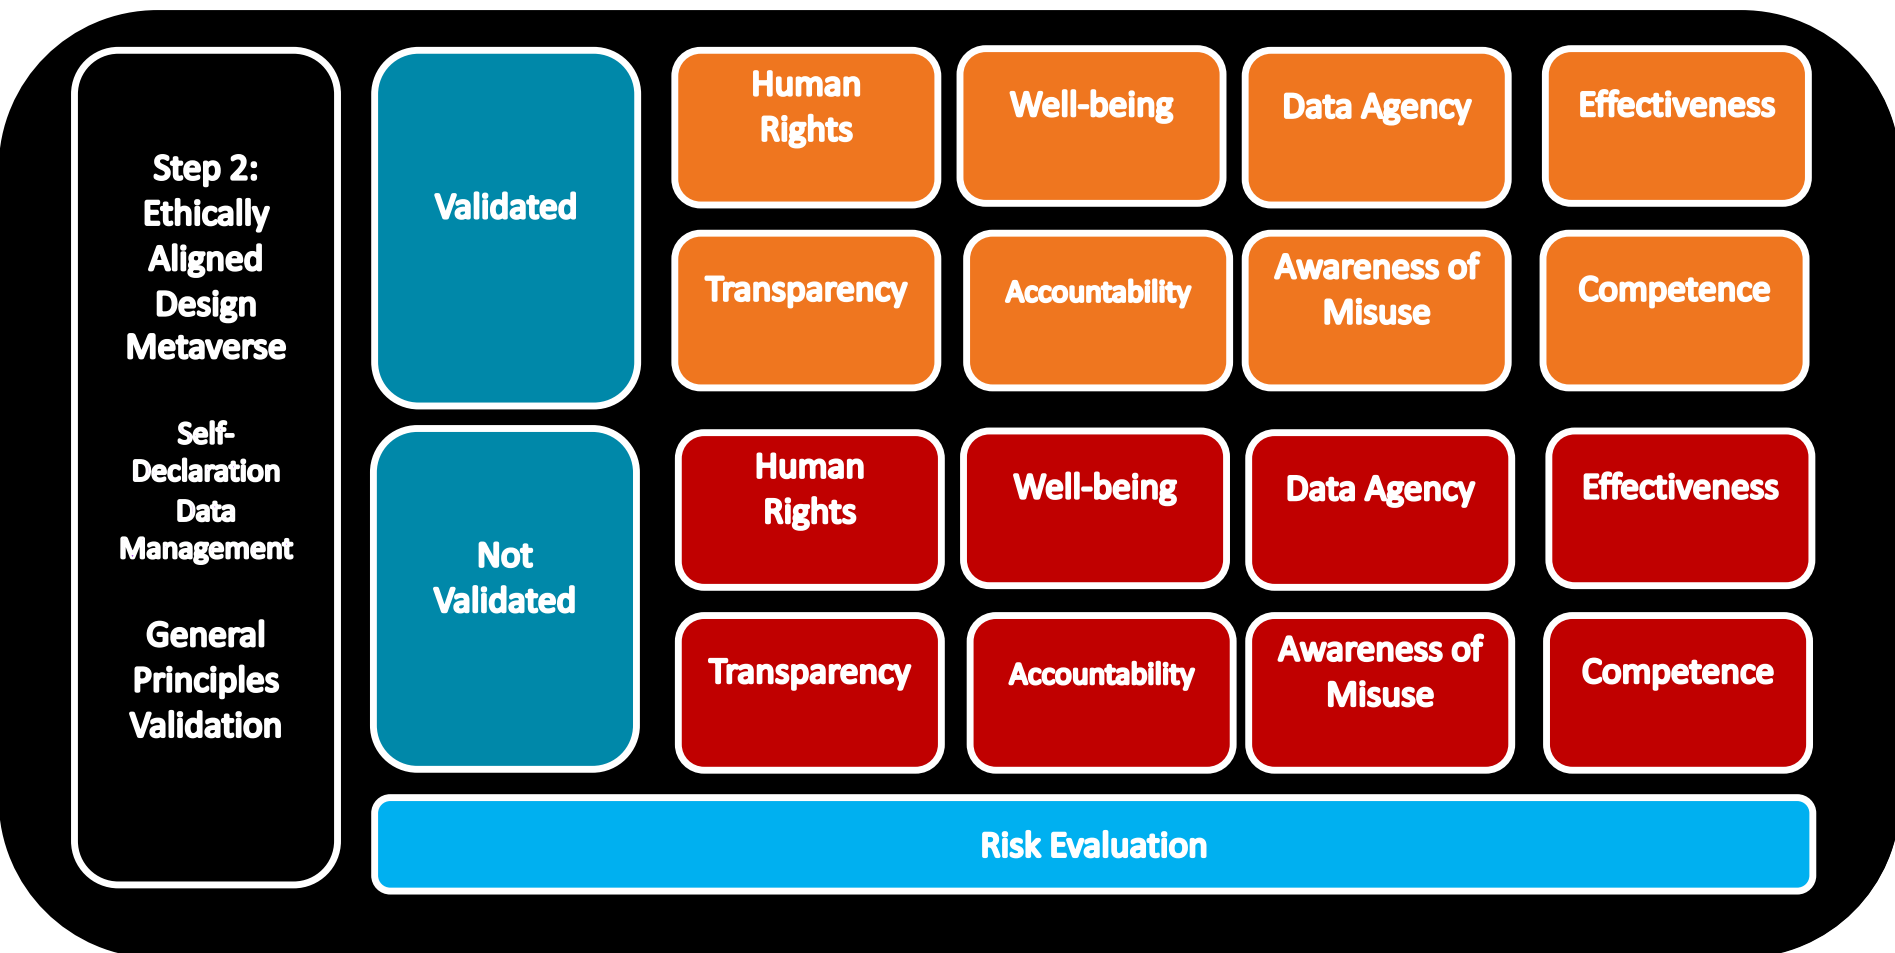 Step 2:
Ethically
Aligned
Design
Metaverse
Self-
Declaration
Data
Management
General
Principles
Validation
Validated
Human
Rights
Well-being
Data Agency
Effectiveness
Transparency
Accountability
Awareness of
Misuse
Competence
Not
Validated
Human
Rights
Well-being
Data Agency
Effectiveness
Transparency
Accountability
Awareness of
Misuse
Competence
Risk Evaluation